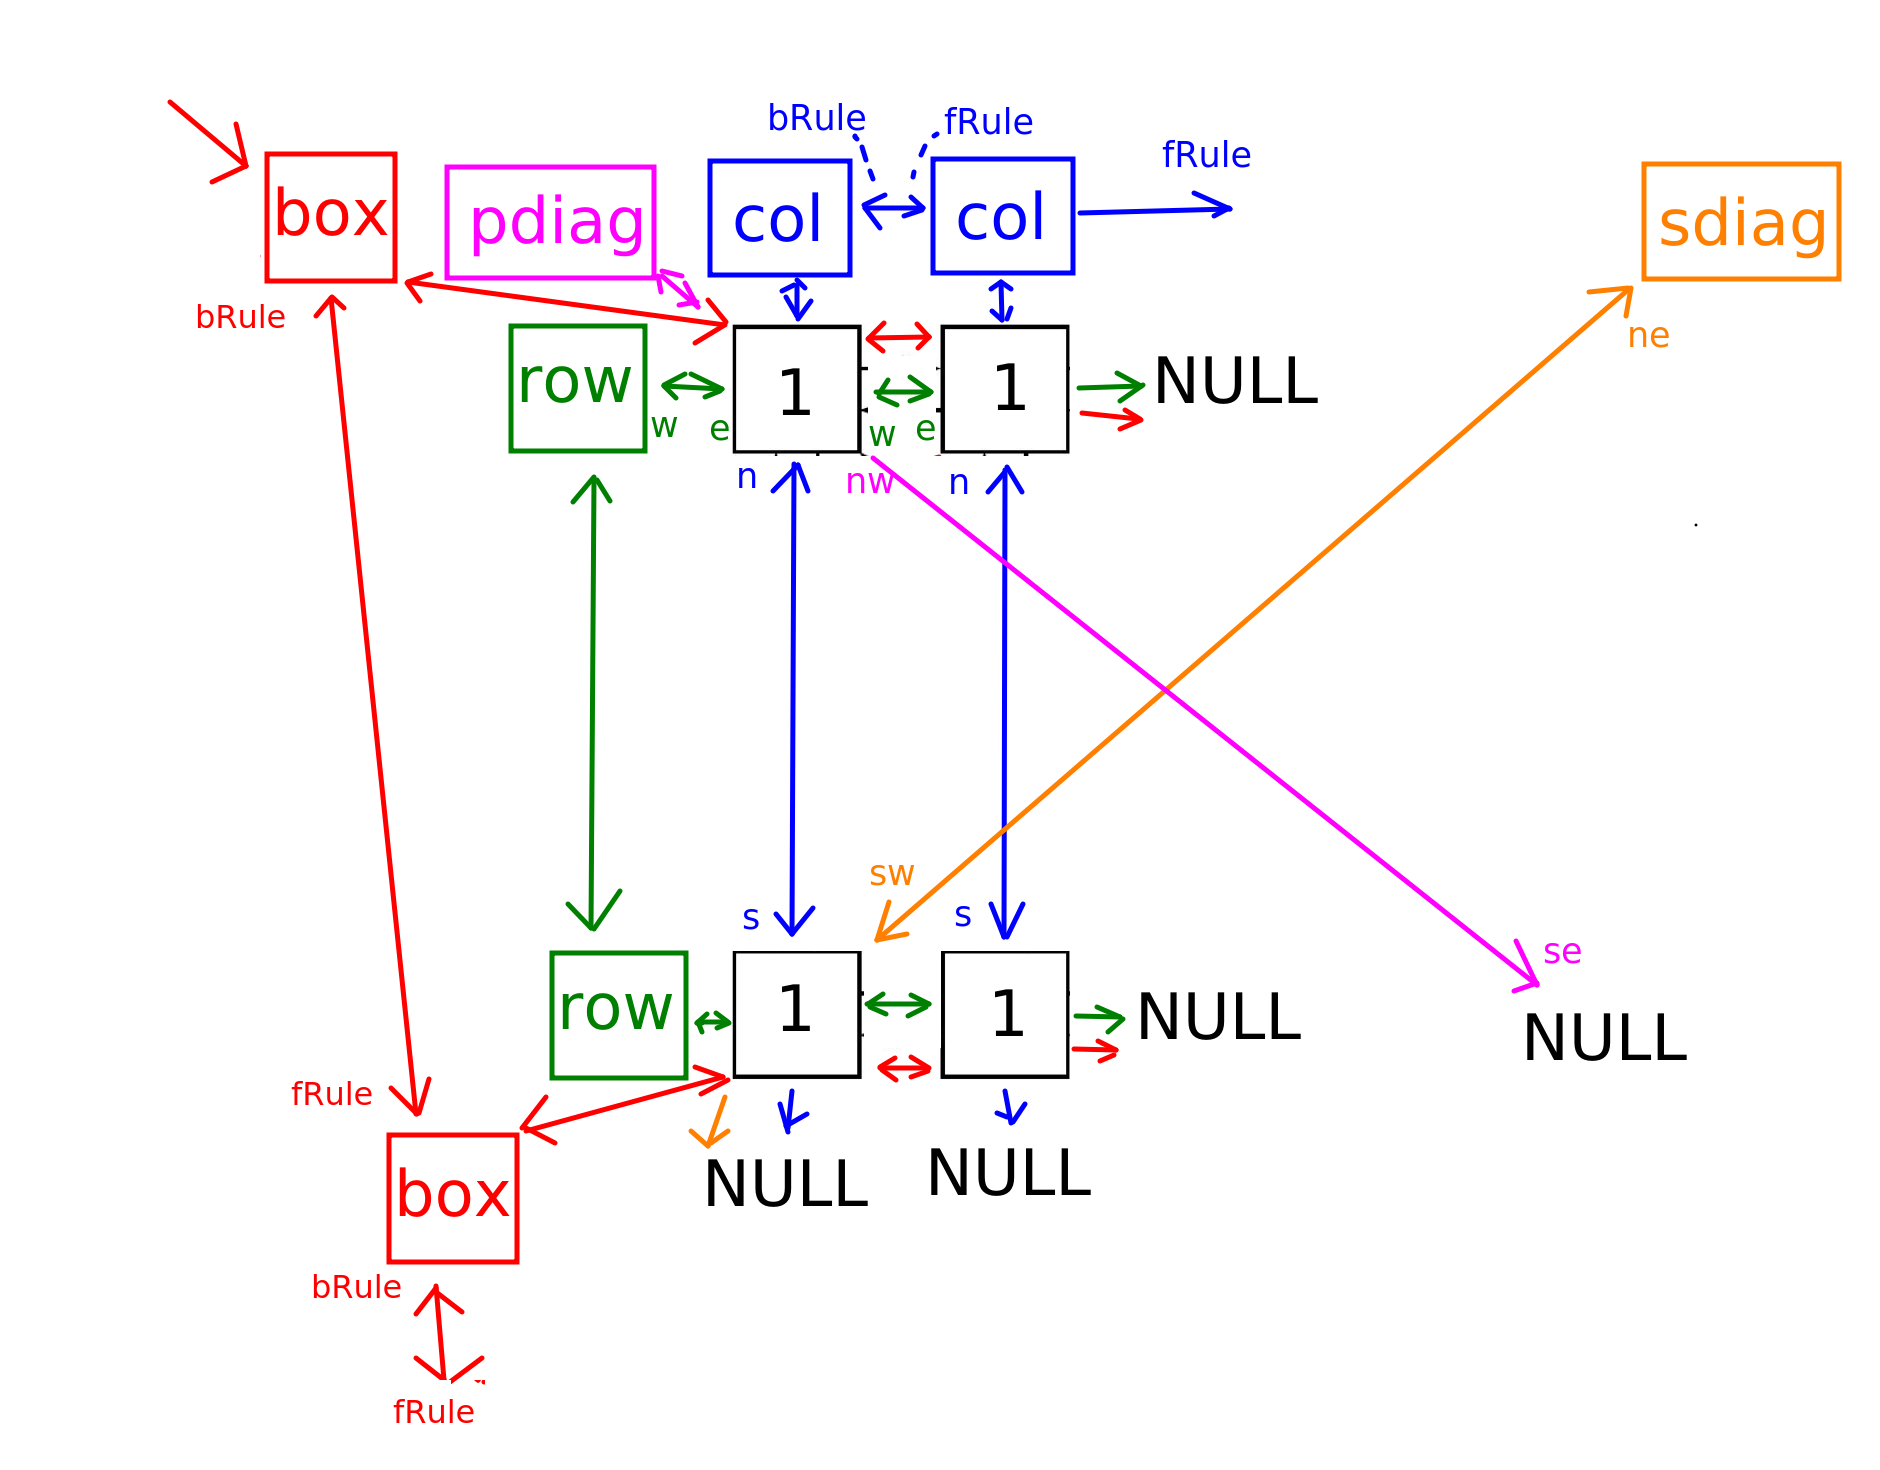 bRule fRule
fRule
box pdiag col col sdiag
bRule
ne
row 1 1 NULL
w e w e
n nw n
sw
s s
se
row 1 1 NULL
NULL
fRule
NULL NULL
box
bRule
fRule